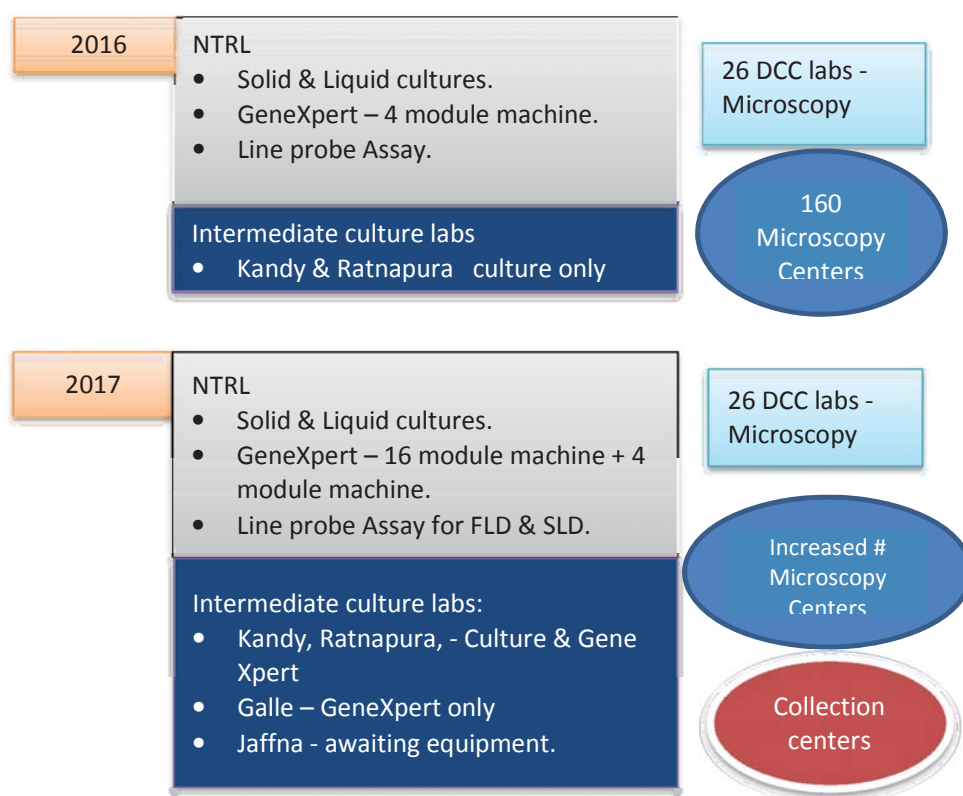 2016
NTRL
• Solid & Liquid cultures.
• GeneXpert – 4 module machine.
• Line probe Assay.
Intermediate culture labs
• Kandy & Ratnapura culture only
26 DCC labs -
Microscopy
160
Microscopy
Centers
2017
NTRL
• Solid & Liquid cultures.
• GeneXpert – 16 module machine + 4
module machine.
• Line probe Assay for FLD & SLD.
Intermediate culture labs:
• Kandy, Ratnapura, - Culture & Gene
Xpert
• Galle – GeneXpert only
• Jaffna - awaiting equipment.
26 DCC labs -
Microscopy
Increased #
Microscopy
Centers
Collection
centers